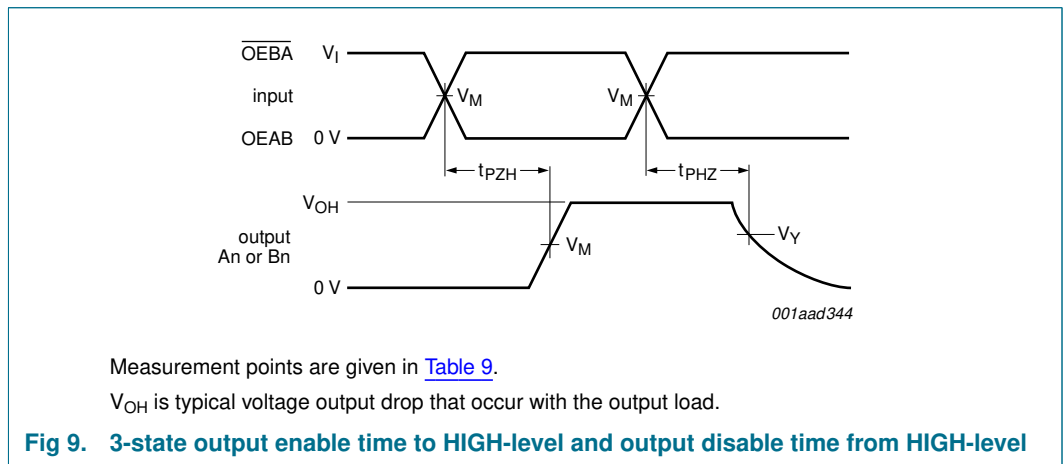 OEBA V_I
input V_M V_M
OEAB 0 V
t_PZH t_PHZ
V_OH
output
An or Bn
V_M V_Y
0 V
001aad344
Measurement points are given in Table 9.
V_OH is typical voltage output drop that occur with the output load.
Fig 9. 3-state output enable time to HIGH-level and output disable time from HIGH-level